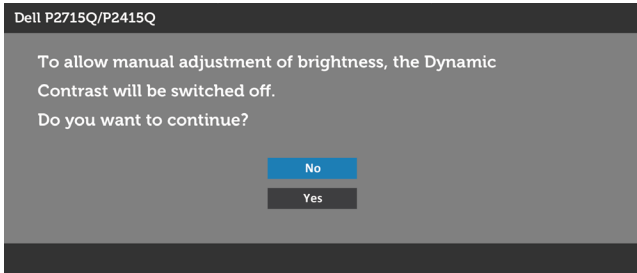 Dell P2715Q/P2415Q
To allow manual adjustment of brightness, the Dynamic
Contrast will be switched off.
Do you want to continue?
No
Yes